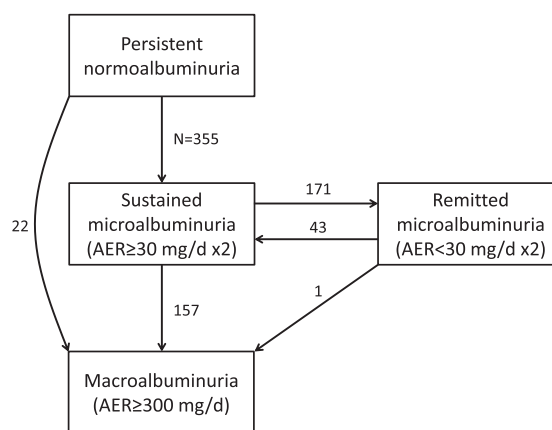 Persistent
normoalbuminuria
N=355
Sustained
microalbuminuria
(AER≥30 mg/d x2)
171
43
Remitted
microalbuminuria
(AER<30 mg/d x2)
22
157
1
Macroalbuminuria
(AER≥300 mg/d)